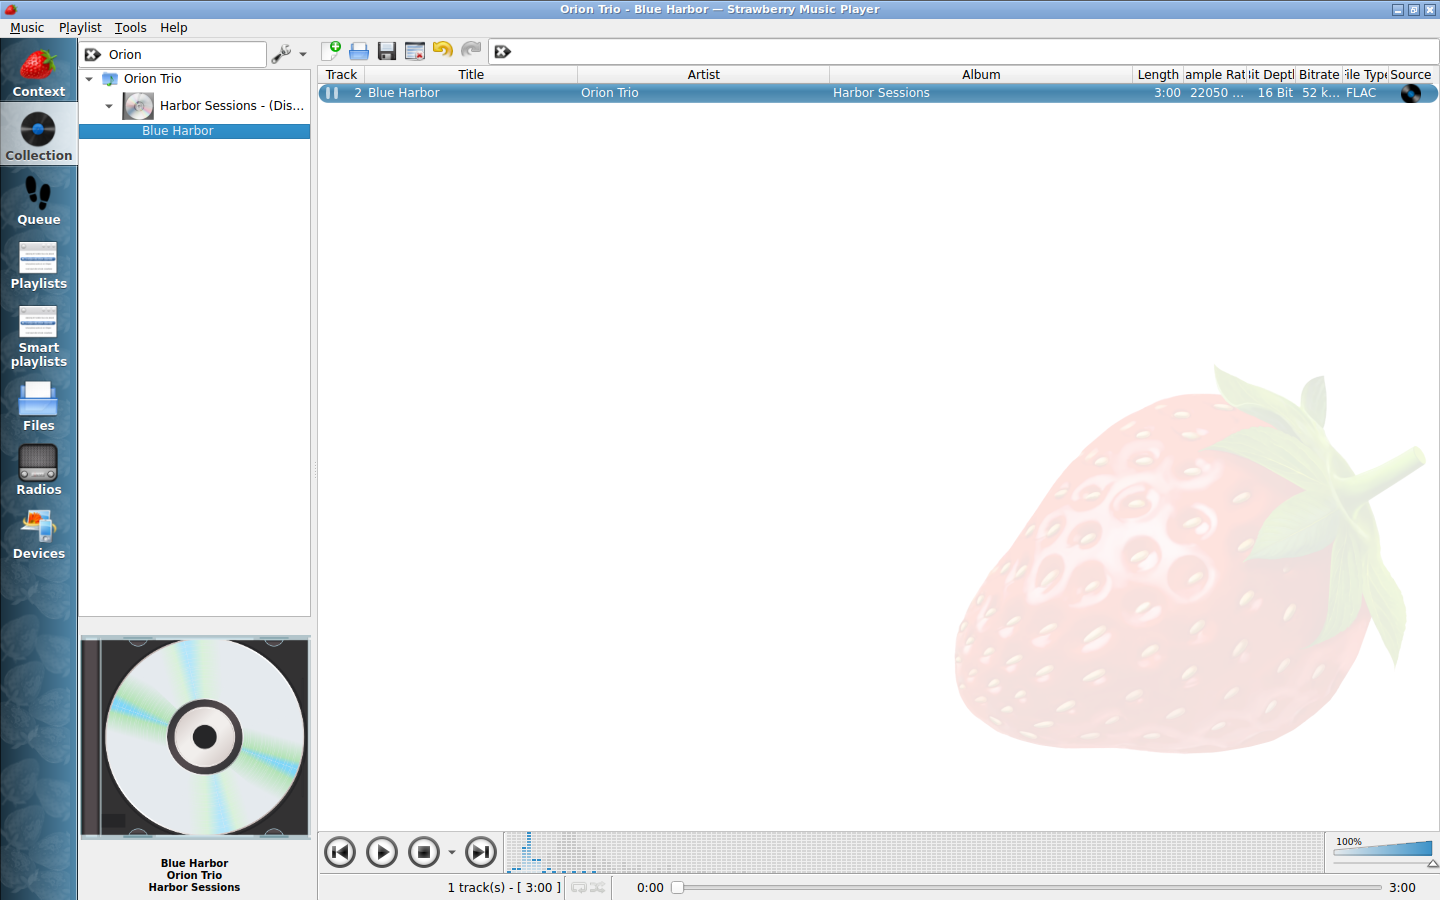 Orion Trio - Blue Harbor — Strawberry Music Player
Music Playlist Tools Help
Context
Collection
Queue
Playlists
Smart playlists
Files
Radios
Devices
Orion
Orion Trio
Harbor Sessions - (Dis...
Blue Harbor
Track Title Artist Album Length ample Rat it Dept Bitrate ile Type Source
2 Blue Harbor Orion Trio Harbor Sessions 3:00 22050 ... 16 Bit 52 k... FLAC
Blue Harbor
Orion Trio
Harbor Sessions
100%
1 track(s) - [ 3:00 ] 0:00 3:00